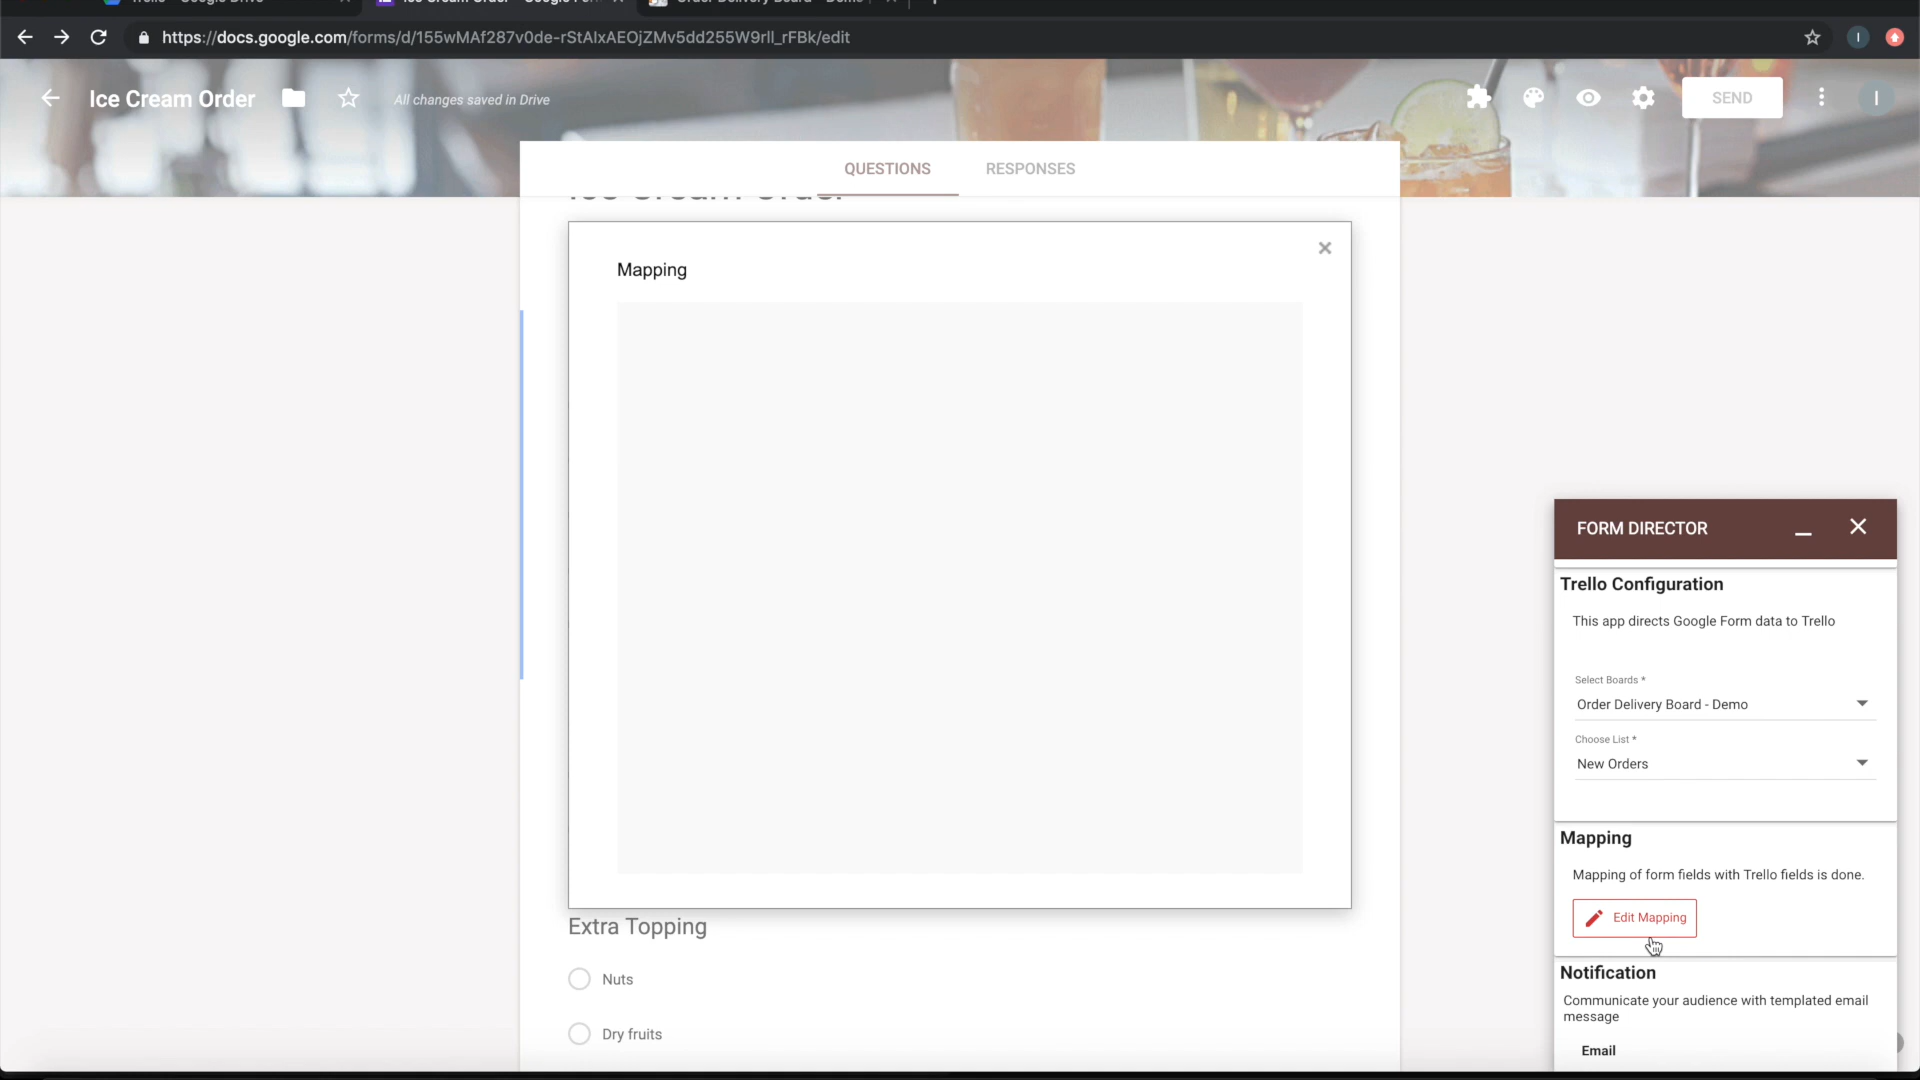 https://docs.google.com/forms/d/155wMAf287v0de-rStAlxAEOjZMv5dd255W9rlI_rFBk/edit
I
Ice Cream Order
All changes saved in Drive
SEND
I
QUESTIONS
RESPONSES
Mapping
Extra Topping
Nuts
Dry fruits
FORM DIRECTOR
Trello Configuration
This app directs Google Form data to Trello
Select Boards *
Order Delivery Board - Demo
Choose List *
New Orders
Mapping
Mapping of form fields with Trello fields is done.
Edit Mapping
Notification
Communicate your audience with templated email
message
Email